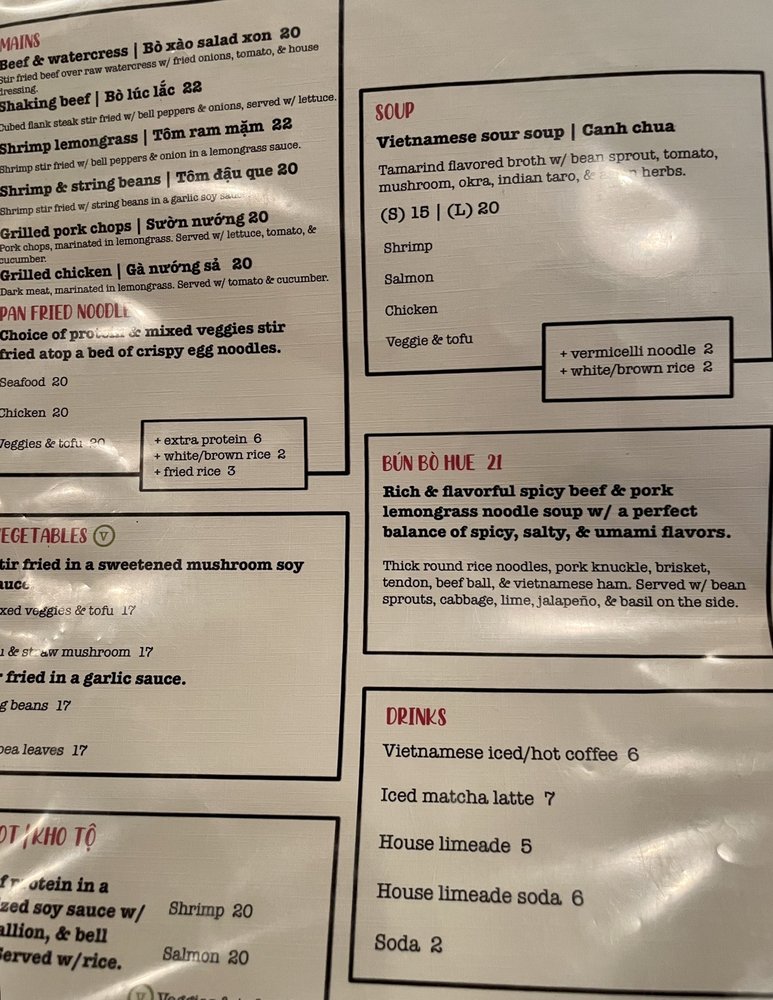 MAINS
Beef & watercress | Bò xào salad xon 20
Stir fried beef over raw watercress w/ fried onions, tomato, & house
dressing.
Shaking beef | Bò lúc lắc 22
Cubed flank steak stir fried w/ bell peppers & onions, served w/ lettuce.
Shrimp lemongrass | Tôm ram mặm 22
Shrimp stir fried w/ bell peppers & onion in a lemongrass sauce.
Shrimp & string beans | Tôm đậu que 20
Shrimp stir fried w/ string beans in a garlic soy
Grilled pork chops | Sườn nướng 20
Pork chops, marinated in lemongrass. Served w/ lettuce, tomato, &
cucumber.
Grilled chicken | Gà nướng sả 20
Dark meat, marinated in lemongrass. Served w/ tomato & cucumber.
PAN FRIED NOODLE
Choice of protein & mixed veggies stir
fried atop a bed of crispy egg noodles.
Seafood 20
Chicken 20
Veggies & tofu 20
+ extra protein 6
+ white/brown rice 2
+ fried rice 3
VEGETABLES V
stir fried in a sweetened mushroom soy
sauce
xed veggies & tofu 17
& straw mushroom 17
fried in a garlic sauce.
g beans 17
pea leaves 17
OT | KHO TỘ
f protein in a
zed soy sauce w/
allion, & bell
Served w/rice.
Shrimp 20
Salmon 20
V
SOUP
Vietnamese sour soup | Canh chua
Tamarind flavored broth w/ bean sprout, tomato,
mushroom, okra, indian taro, & herbs.
(S) 15 | (L) 20
Shrimp
Salmon
Chicken
Veggie & tofu
+ vermicelli noodle 2
+ white/brown rice 2
BÚN BÒ HUE 21
Rich & flavorful spicy beef & pork
lemongrass noodle soup w/ a perfect
balance of spicy, salty, & umami flavors.
Thick round rice noodles, pork knuckle, brisket,
tendon, beef ball, & vietnamese ham. Served w/ bean
sprouts, cabbage, lime, jalapeño, & basil on the side.
DRINKS
Vietnamese iced/hot coffee 6
Iced matcha latte 7
House limeade 5
House limeade soda 6
Soda 2